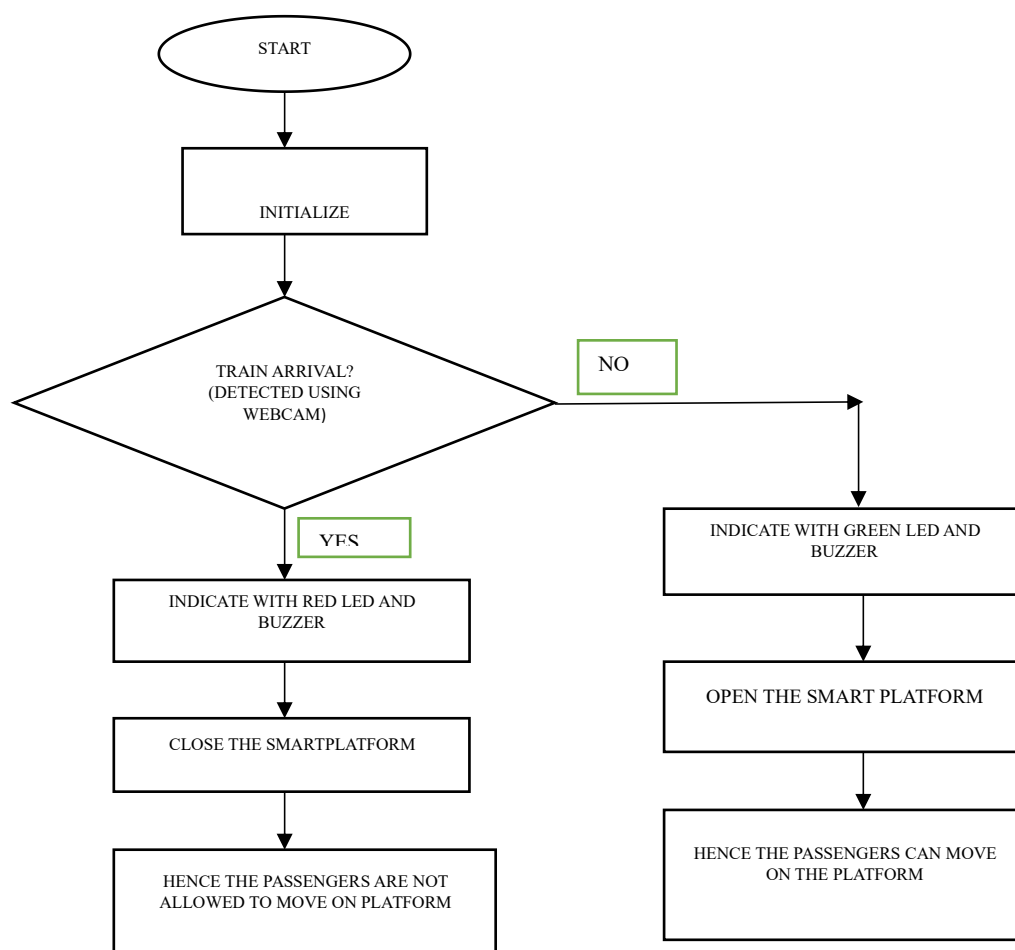 START
INITIALIZE
TRAIN ARRIVAL?
(DETECTED USING
WEBCAM)
NO
YES
INDICATE WITH GREEN LED AND
BUZZER
INDICATE WITH RED LED AND
BUZZER
OPEN THE SMART PLATFORM
CLOSE THE SMARTPLATFORM
HENCE THE PASSENGERS CAN MOVE
ON THE PLATFORM
HENCE THE PASSENGERS ARE NOT
ALLOWED TO MOVE ON PLATFORM